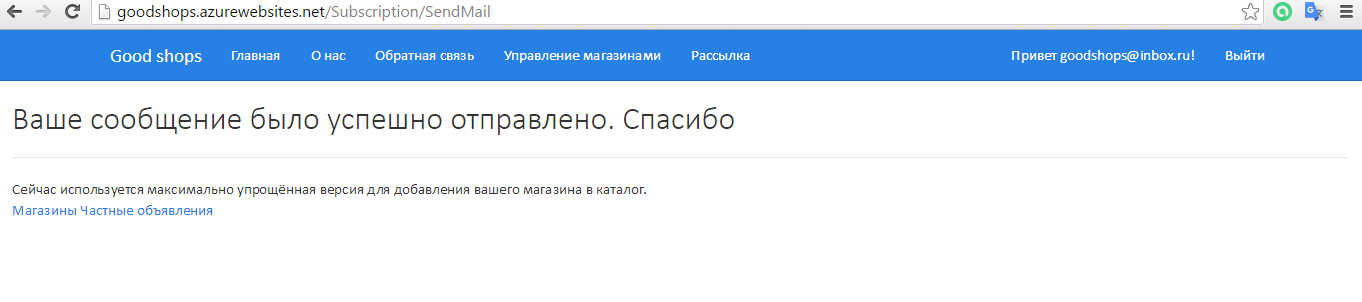 goodshops.azurewebsites.net/Subscription/SendMail
Good shops Главная О нас Обратная связь Управление магазинами Рассылка Привет goodshops@inbox.ru! Выйти
Ваше сообщение было успешно отправлено. Спасибо
Сейчас используется максимально упрощённая версия для добавления вашего магазина в каталог.
Магазины Частные объявления